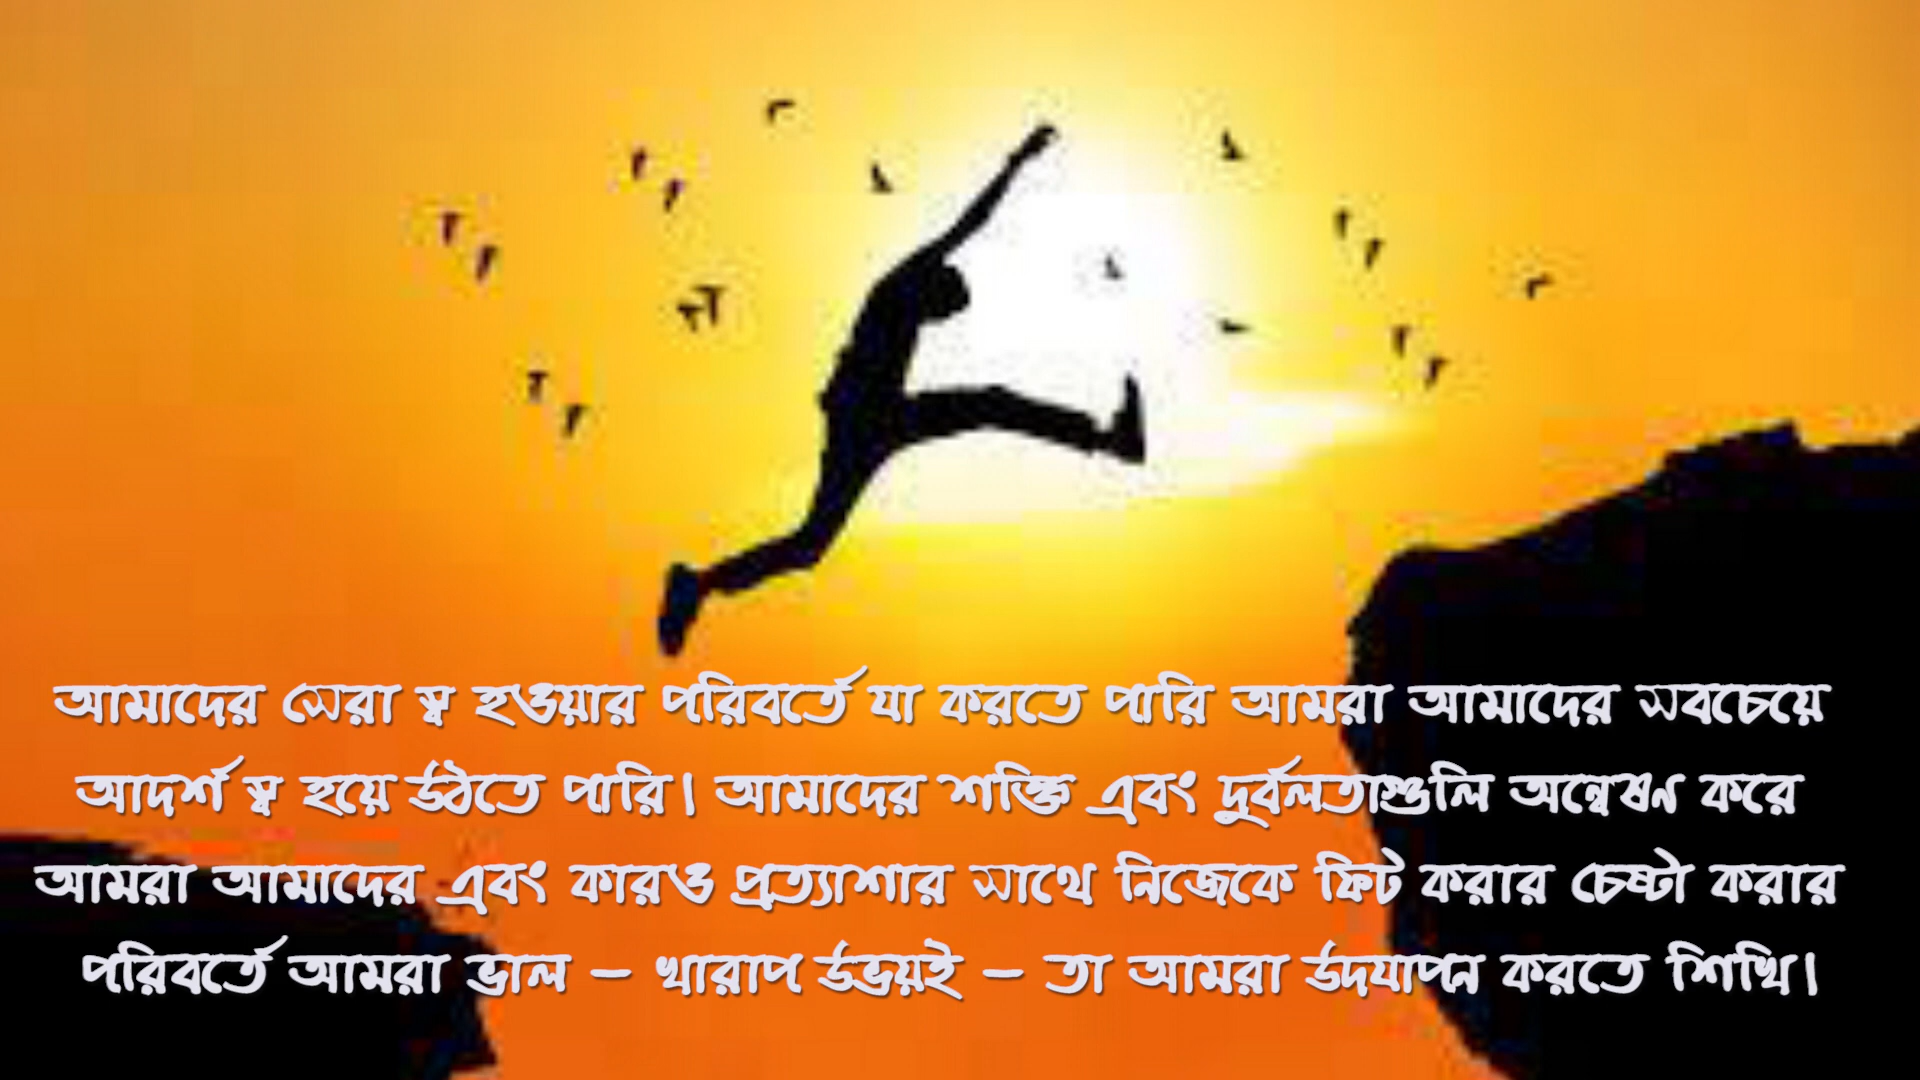 আমাদের সেরা স্ব হওয়ার পরিবর্তে যা করতে পারি আমরা আমাদের সবচেয়ে
আদর্শ স্ব হয়ে উঠতে পারি। আমাদের শক্তি এবং দুর্বলতাগুলি অন্বেষণ করে
আমরা আমাদের এবং কারও প্রত্যাশার সাথে নিজেকে ফিট করার চেষ্টা করার
পরিবর্তে আমরা ভাল – খারাপ উভয়ই – তা আমরা উদযাপন করতে শিখি।